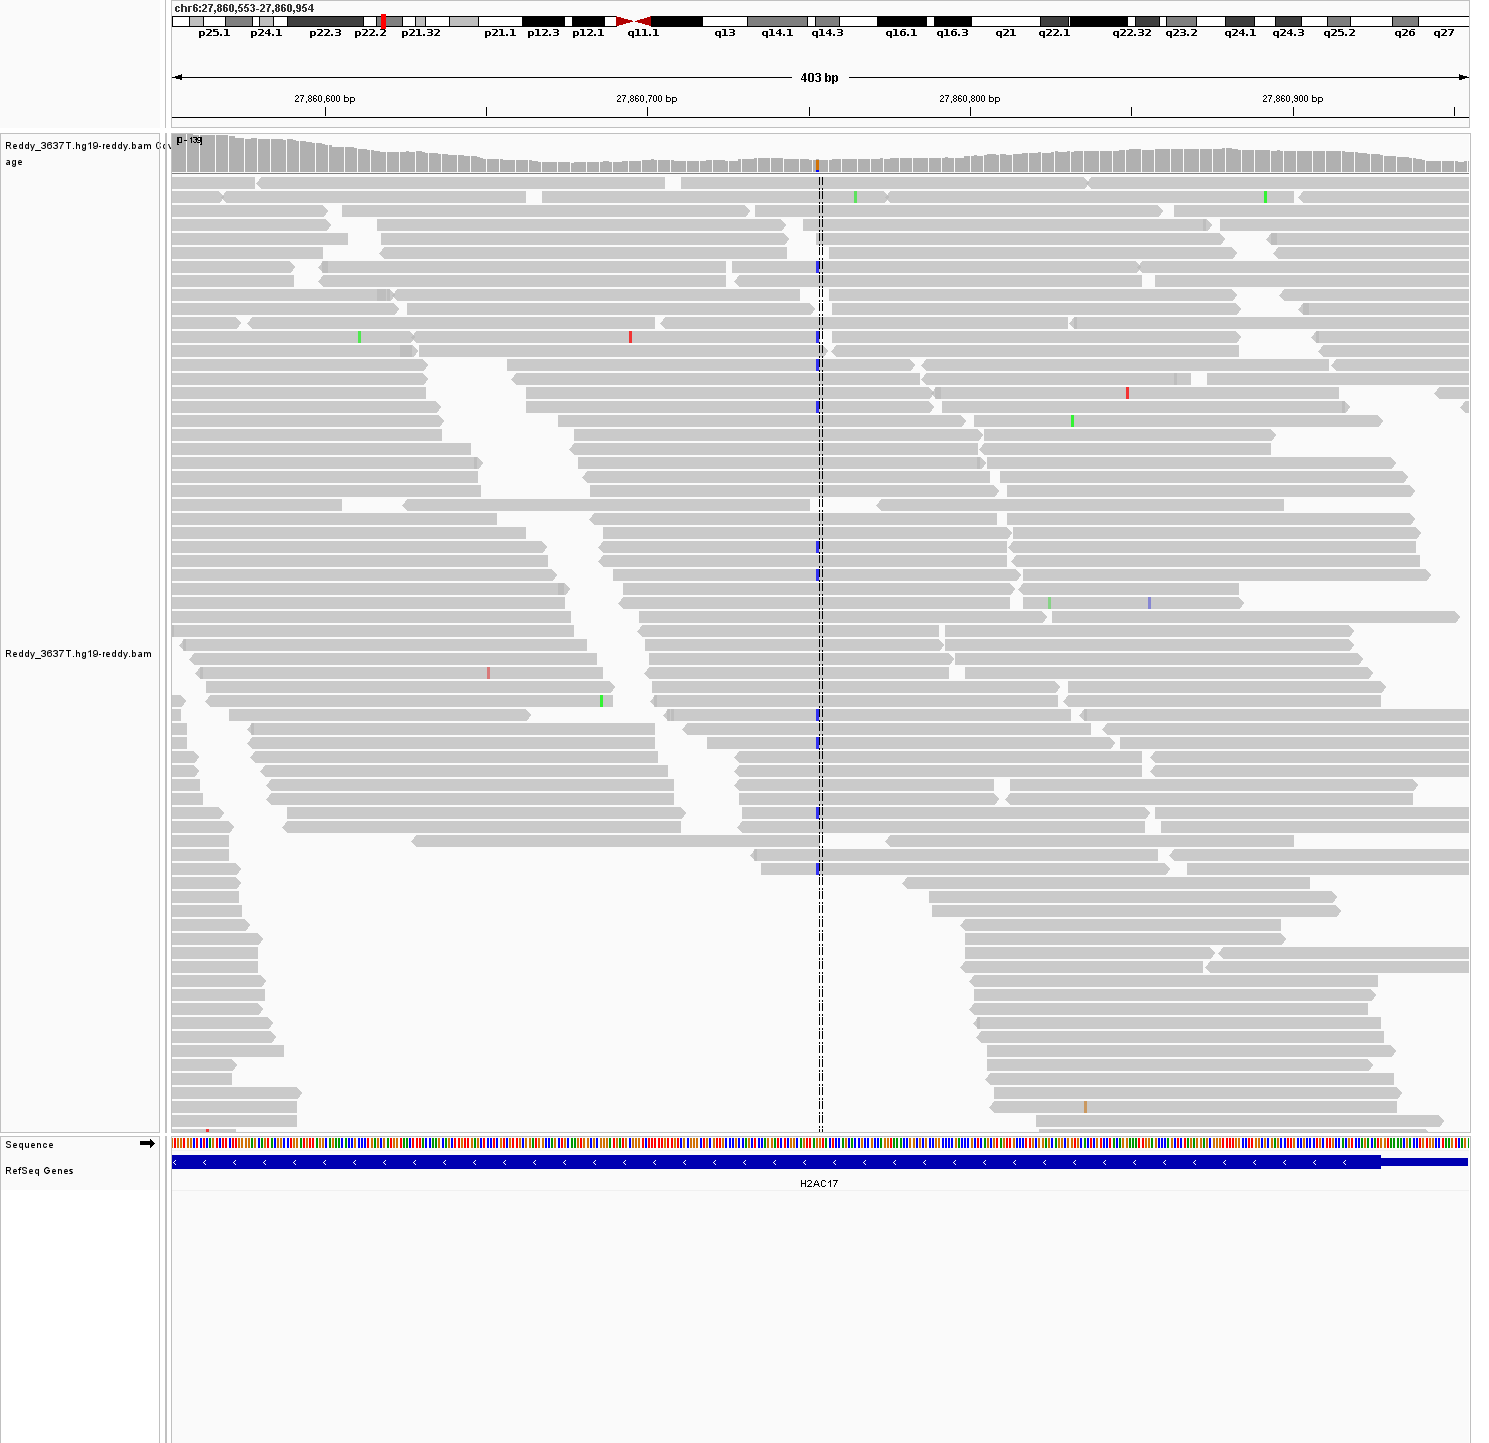 chr6:27,860,553-27,860,954
p25.1 p24.1 p22.3 p22.2 p21.32 p21.1 p12.3 p12.1 q11.1 q13 q14.1 q14.3 q16.1 q16.3 q21 q22.1 q22.32 q23.2 q24.1 q24.3 q25.2 q26 q27
403 bp
27,860,600 bp 27,860,700 bp 27,860,800 bp 27,860,900 bp
[0 - 139]
Reddy_3637T.hg19-reddy.bam Cov
age
Reddy_3637T.hg19-reddy.bam
Sequence
RefSeq Genes
H2AC17